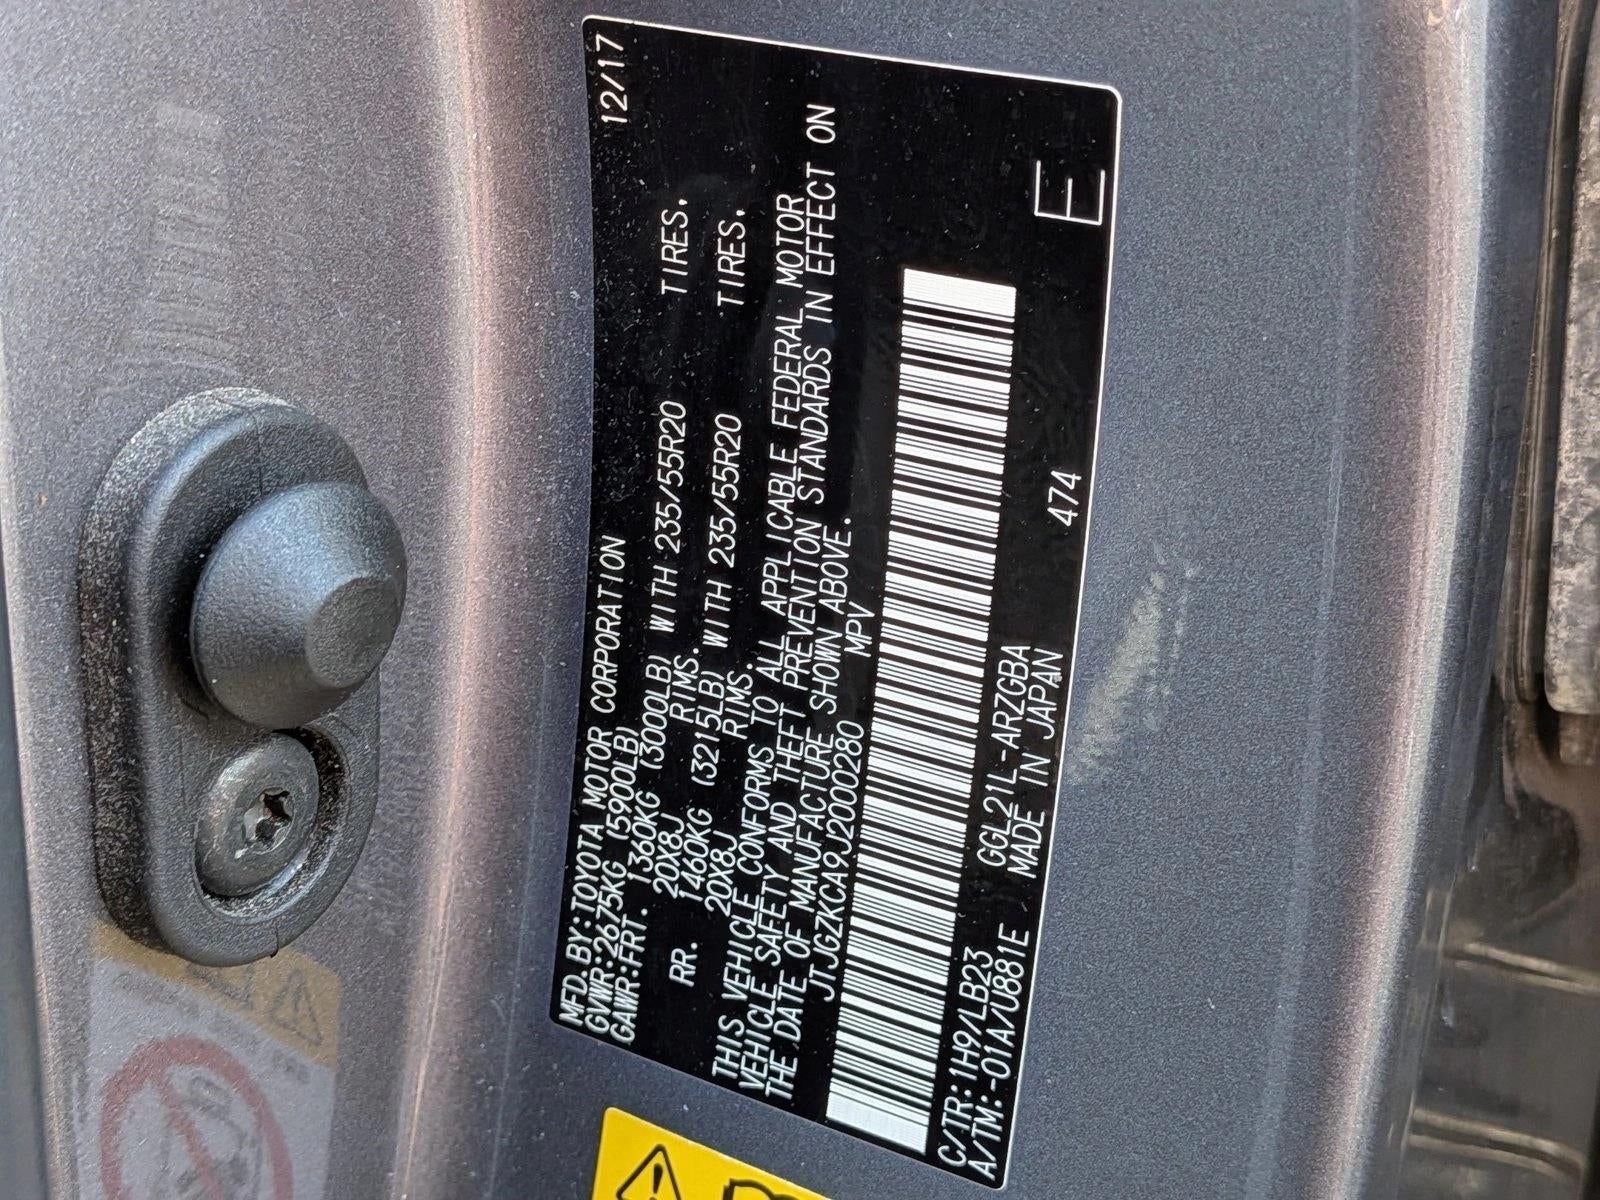 MFD.BY:TOYOTA MOTOR CORPORATION 12/17
GVWR:2675KG (5900LB)
GAWR:FRT. 1360KG (3000LB) WITH 235/55R20 TIRES.
20X8J RIMS.
RR. 1460KG (3215LB) WITH 235/55R20 TIRES.
20X8J RIMS.
THIS VEHICLE CONFORMS TO ALL APPLICABLE FEDERAL MOTOR
VEHICLE SAFETY AND THEFT PREVENTION STANDARDS IN EFFECT ON
THE DATE OF MANUFACTURE SHOWN ABOVE.
JTJGZKCA9J2000280 MPV
C/TR:1H9/LB23 GGL21L-ARZGBA 474
A/TM:-01A/U881E MADE IN JAPAN
E